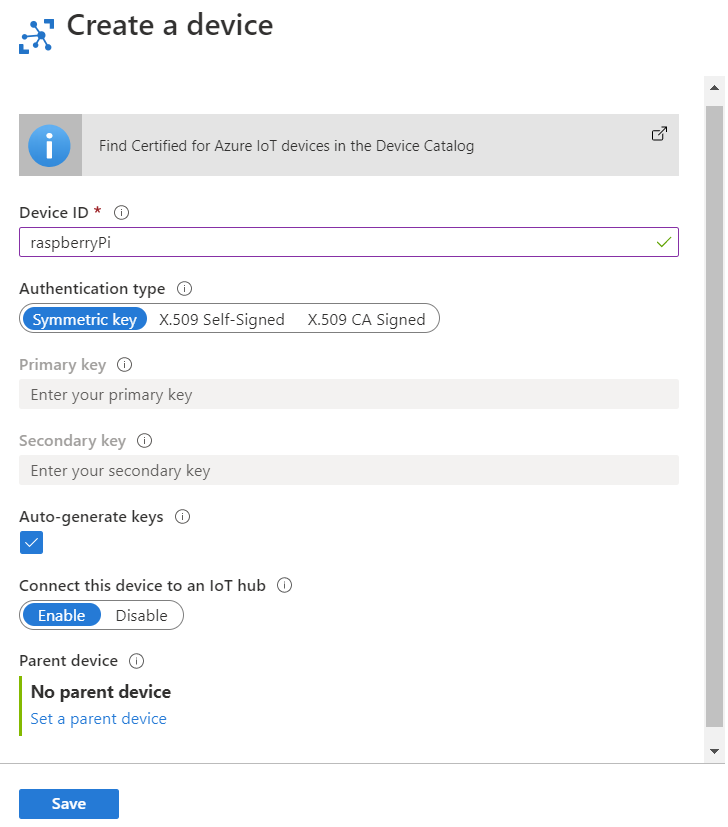 Create a device
Find Certified for Azure IoT devices in the Device Catalog
Device ID *
raspberryPi
Authentication type
Symmetric key X.509 Self-Signed X.509 CA Signed
Primary key
Enter your primary key
Secondary key
Enter your secondary key
Auto-generate keys
Connect this device to an IoT hub
Enable Disable
Parent device
No parent device
Set a parent device
Save